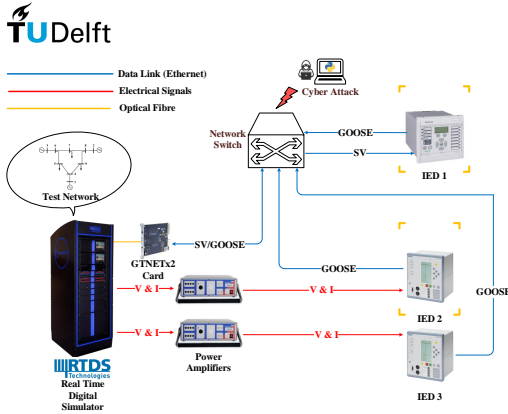 TUDelft
Data Link (Ethernet)
Electrical Signals
Optical Fibre
Cyber Attack
Network
Switch
GOOSE
SV
IED 1
Test Network
GTNETx2
Card
SV/GOOSE
GOOSE
GOOSE
V & I
V & I
IED 2
V & I
V & I
Power
Amplifiers
RTDS
Technologies
Real Time
Digital
Simulator
IED 3